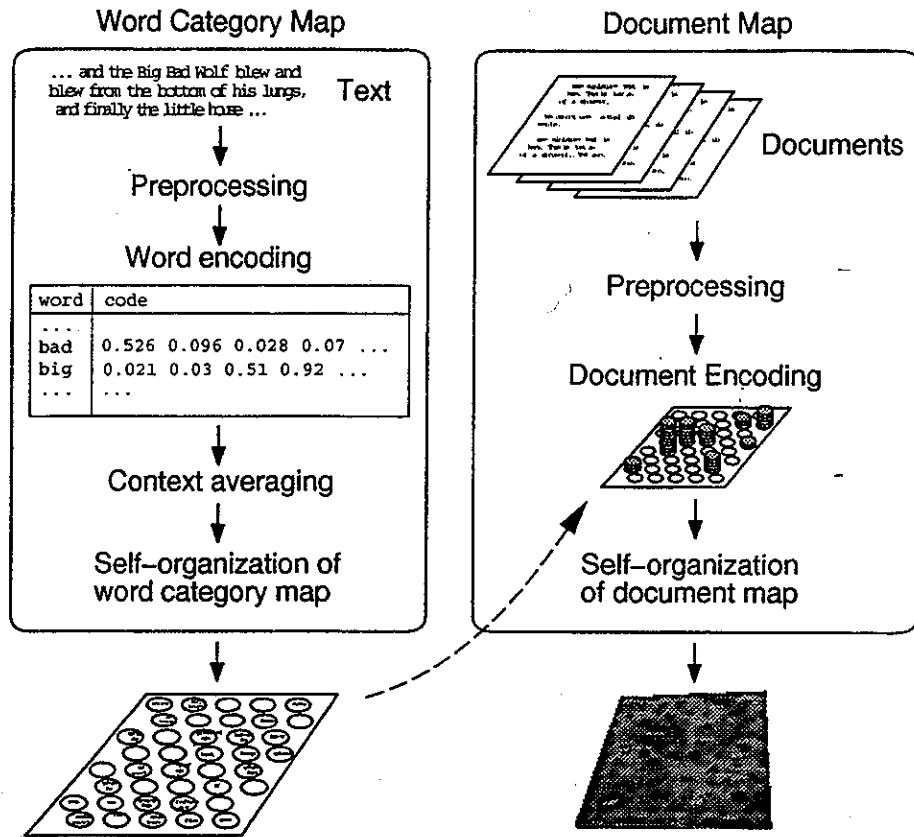 Word Category Map
... and the Big Bad Wolf blew and
blew from the bottom of his lungs,
and finally the little house ...
Text
Preprocessing
Word encoding
word code
...
bad 0.526 0.096 0.028 0.07 ...
big 0.021 0.03 0.51 0.92 ...
... ...
Context averaging
Self-organization of
word category map
Document Map
Documents
Preprocessing
Document Encoding
Self-organization
of document map